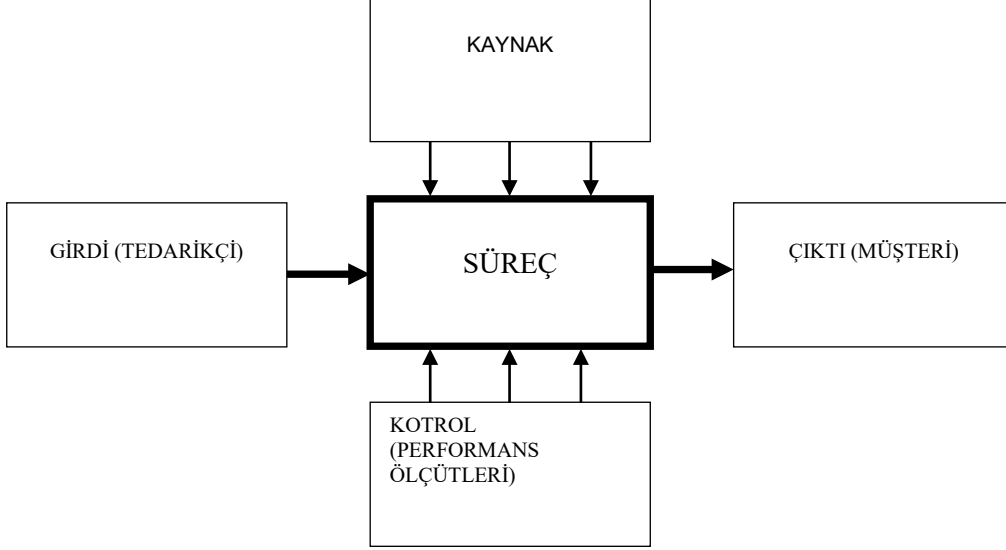 KAYNAK
GİRDİ (TEDARİKÇİ)
SÜREÇ
ÇIKTI (MÜŞTERİ)
KOTROL
(PERFORMANS
ÖLÇÜTLERİ)